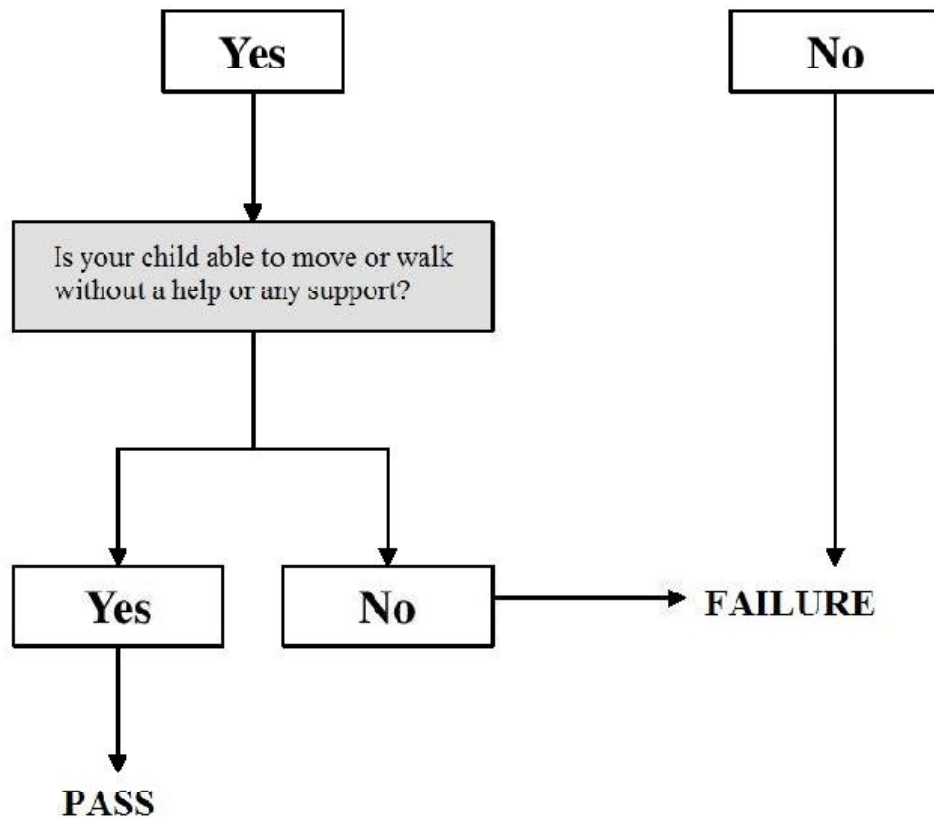 Yes
No
Is your child able to move or walk
without a help or any support?
Yes
No
FAILURE
PASS